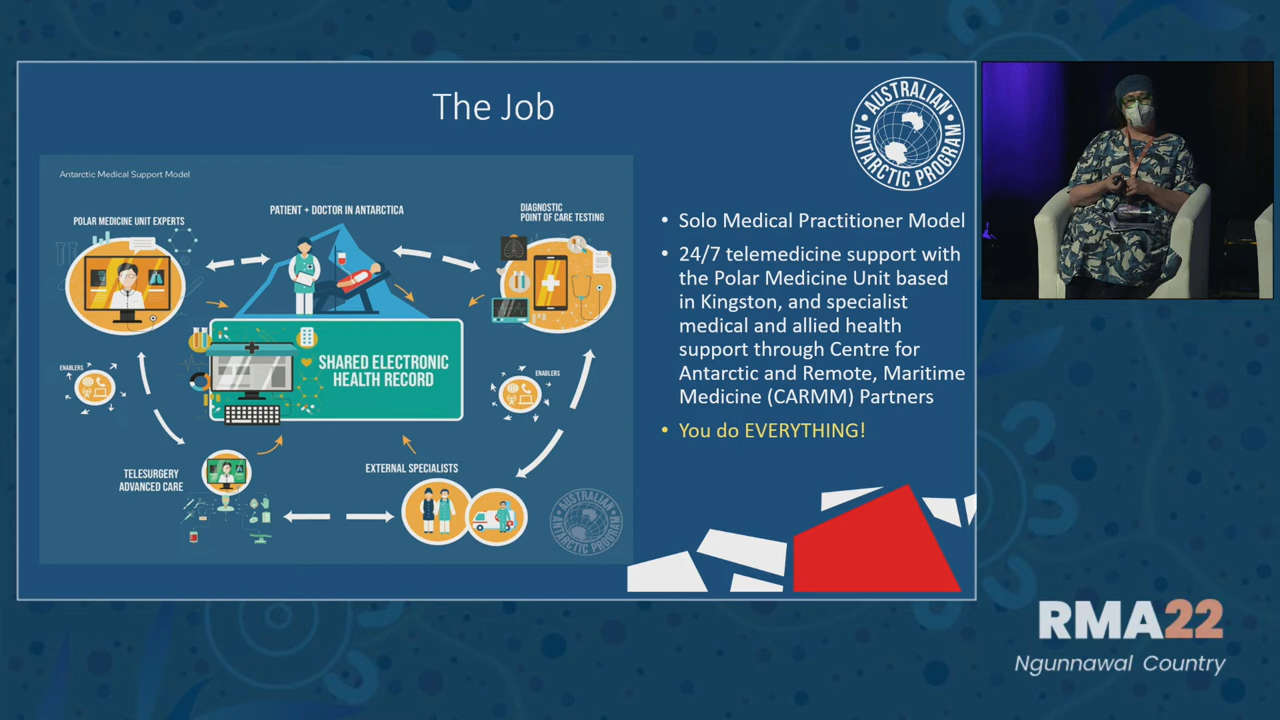 The Job
AUSTRALIAN
ANTARCTIC PROGRAM
Antarctic Medical Support Model
POLAR MEDICINE UNIT EXPERTS
PATIENT + DOCTOR IN ANTARCTICA
DIAGNOSTIC
POINT OF CARE TESTING
SHARED ELECTRONIC
HEALTH RECORD
ENABLERS
ENABLERS
TELESURGERY
ADVANCED CARE
EXTERNAL SPECIALISTS
AUSTRALIAN
ANTARCTIC PROGRAM
• Solo Medical Practitioner Model
• 24/7 telemedicine support with
the Polar Medicine Unit based
in Kingston, and specialist
medical and allied health
support through Centre for
Antarctic and Remote, Maritime
Medicine (CARMM) Partners
• You do EVERYTHING!
RMA22
Ngunnawal Country